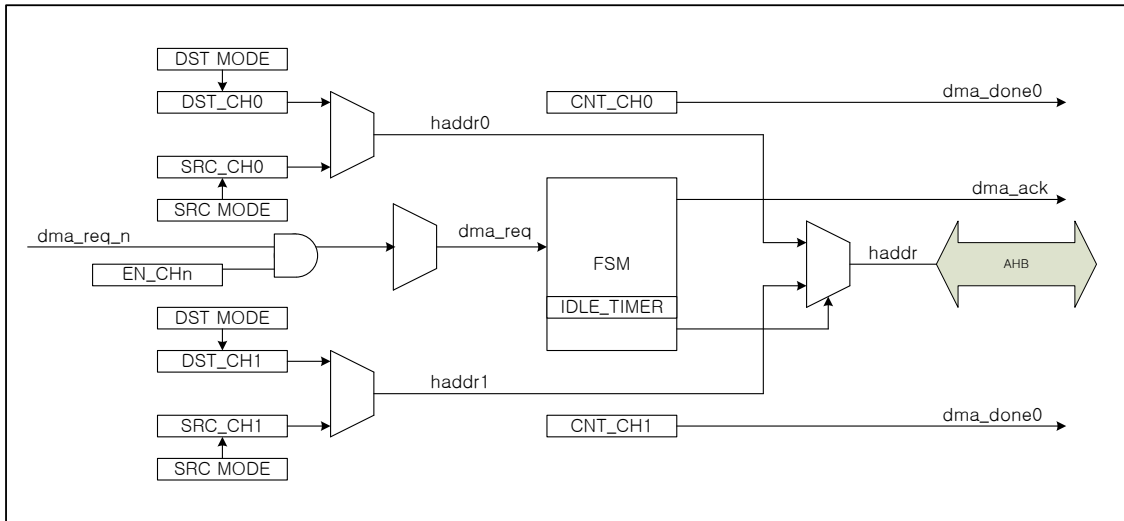 DST MODE
DST_CH0
CNT_CH0
dma_done0
haddr0
SRC_CH0
SRC MODE
dma_ack
dma_req_n
dma_req
EN_CHn
FSM
haddr
AHB
IDLE_TIMER
DST MODE
DST_CH1
haddr1
SRC_CH1
CNT_CH1
dma_done0
SRC MODE